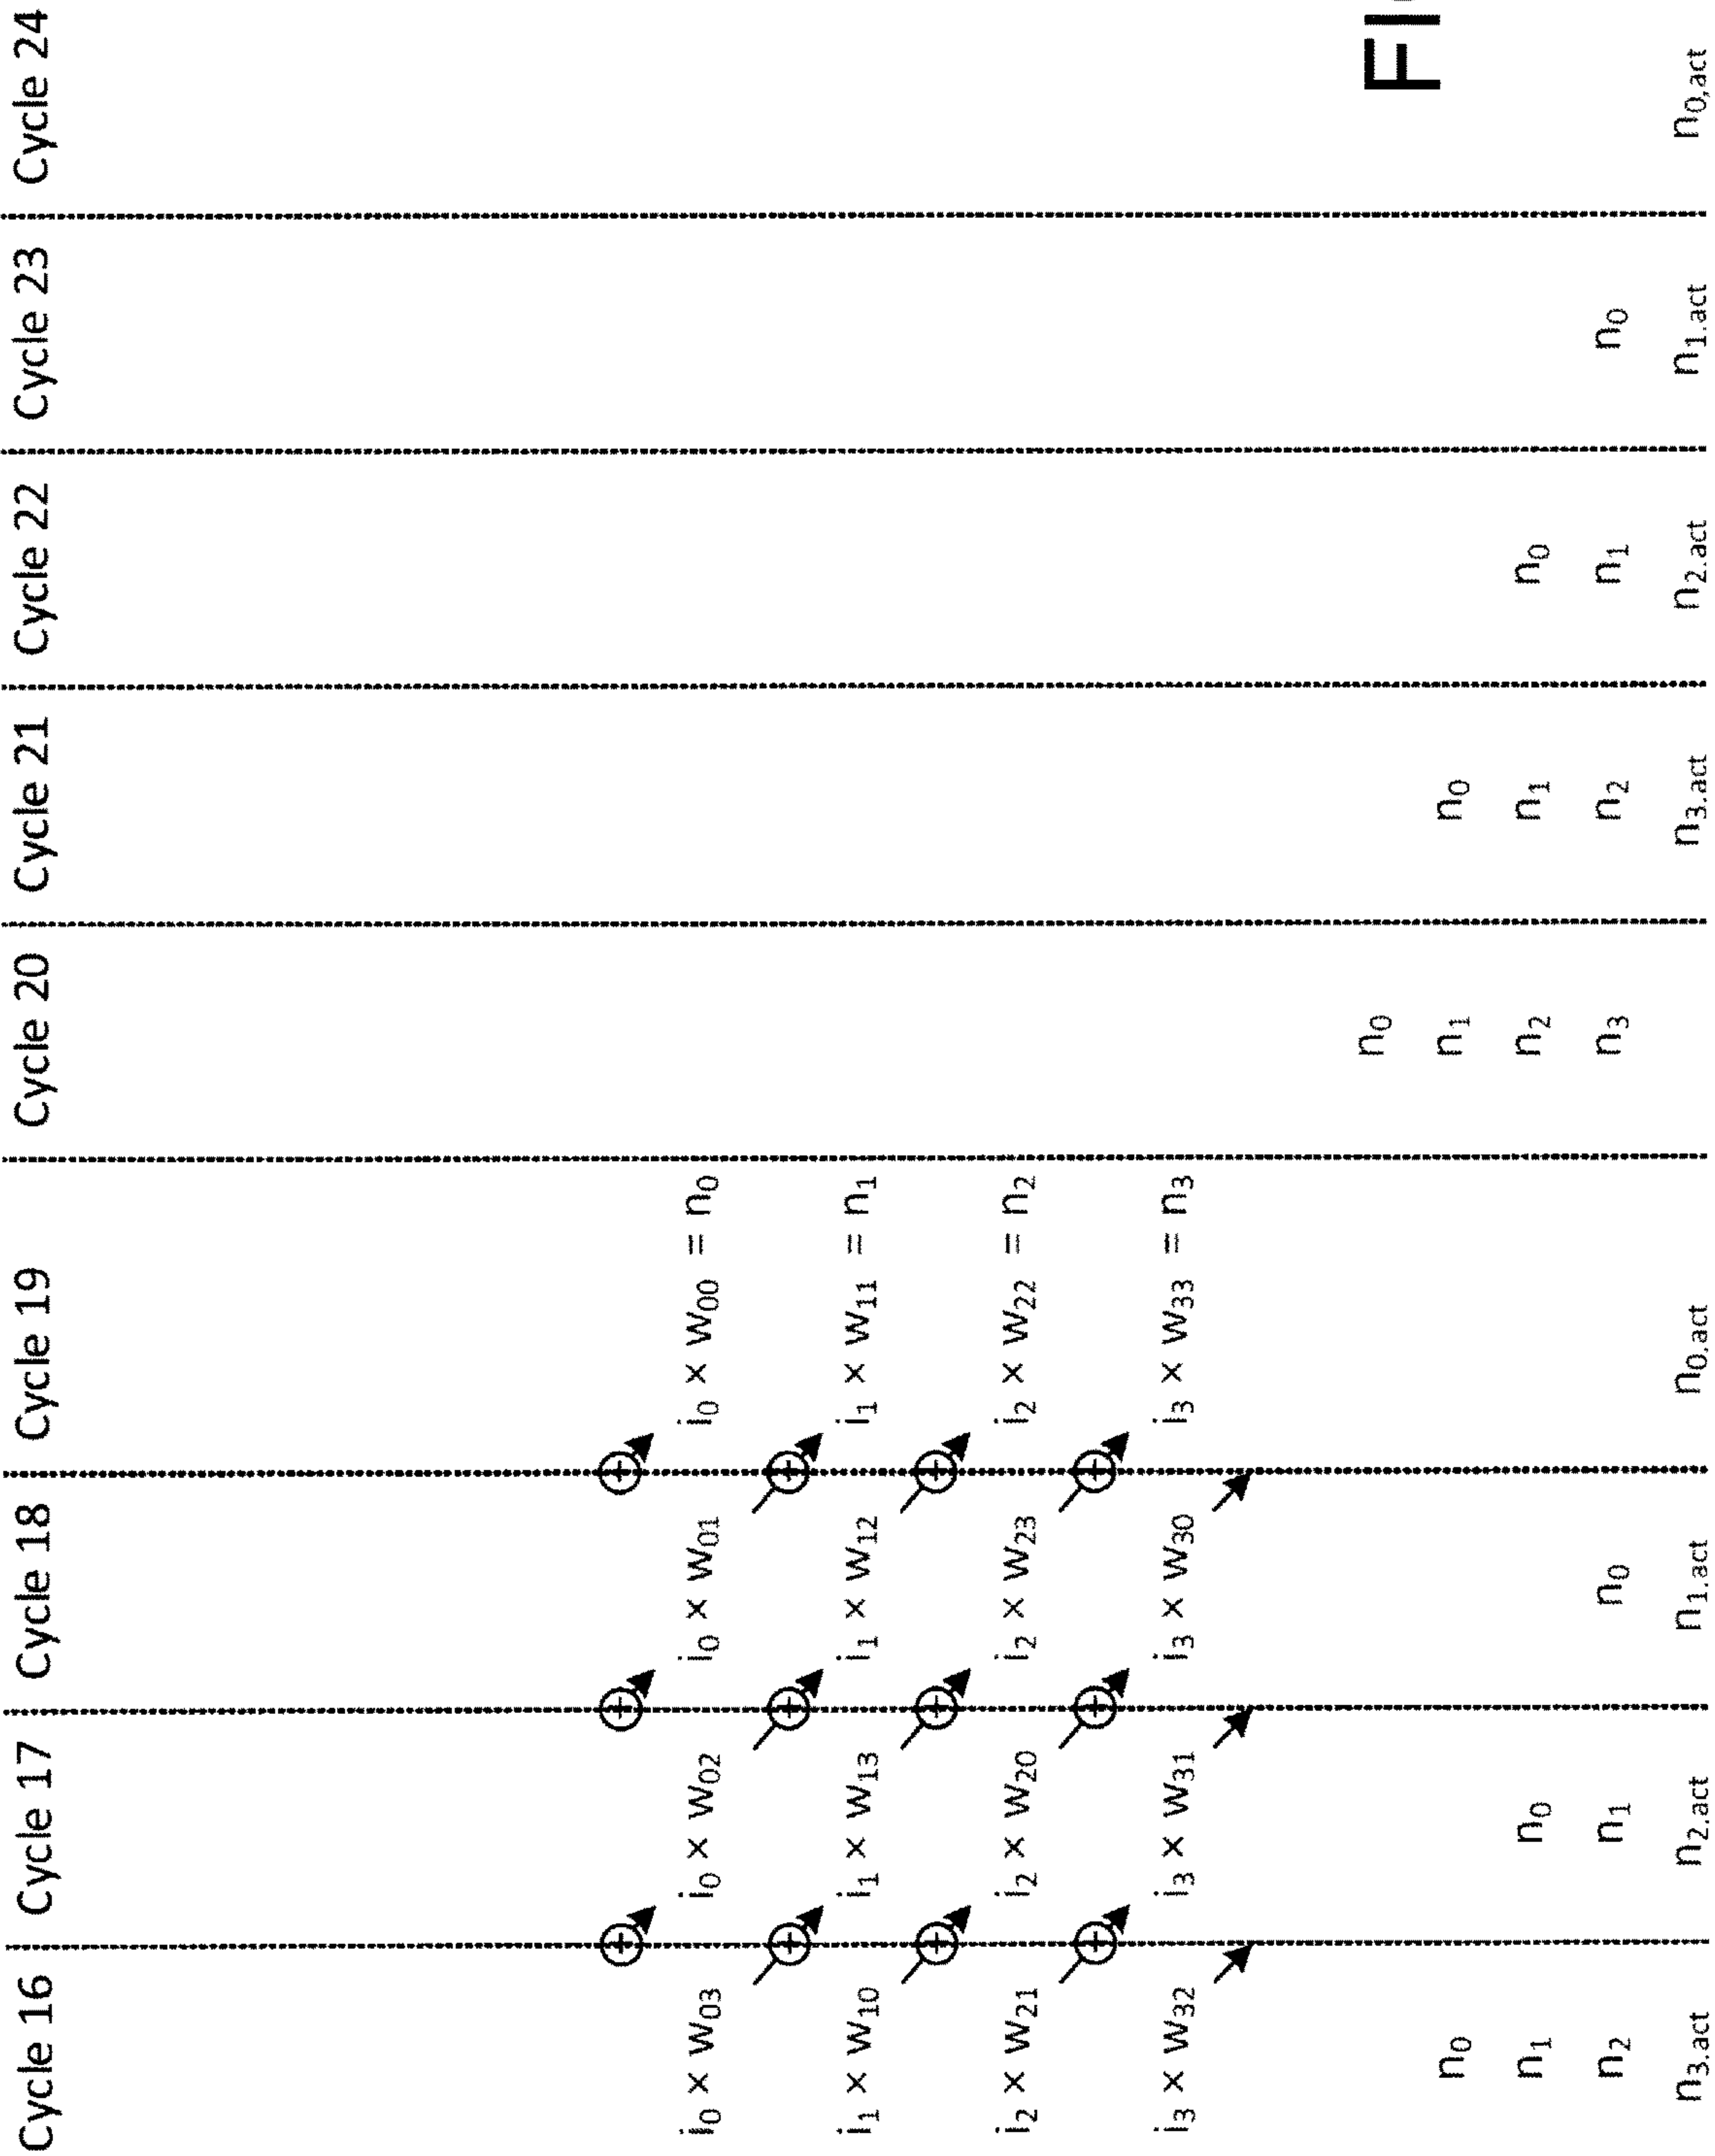 Cycle 16 Cycle 17 Cycle 18 Cycle 19 Cycle 20 Cycle 21 Cycle 22 Cycle 23 Cycle 24
i₀ × w₀₃ i₀ × w₀₂ i₀ × w₀₁ i₀ × w₀₀ = n₀
i₁ × w₁₀ i₁ × w₁₃ i₁ × w₁₂ i₁ × w₁₁ = n₁
i₂ × w₂₁ i₂ × w₂₀ i₂ × w₂₃ i₂ × w₂₂ = n₂
i₃ × w₃₂ i₃ × w₃₁ i₃ × w₃₀ i₃ × w₃₃ = n₃
n₀
FI
n₀ n₁ n₀
n₁ n₀ n₂ n₁ n₀
n₂ n₁ n₀ n₃ n₂ n₁ n₀
n3.act n2.act n1.act n0.act n3.act n2.act n1.act n0,act